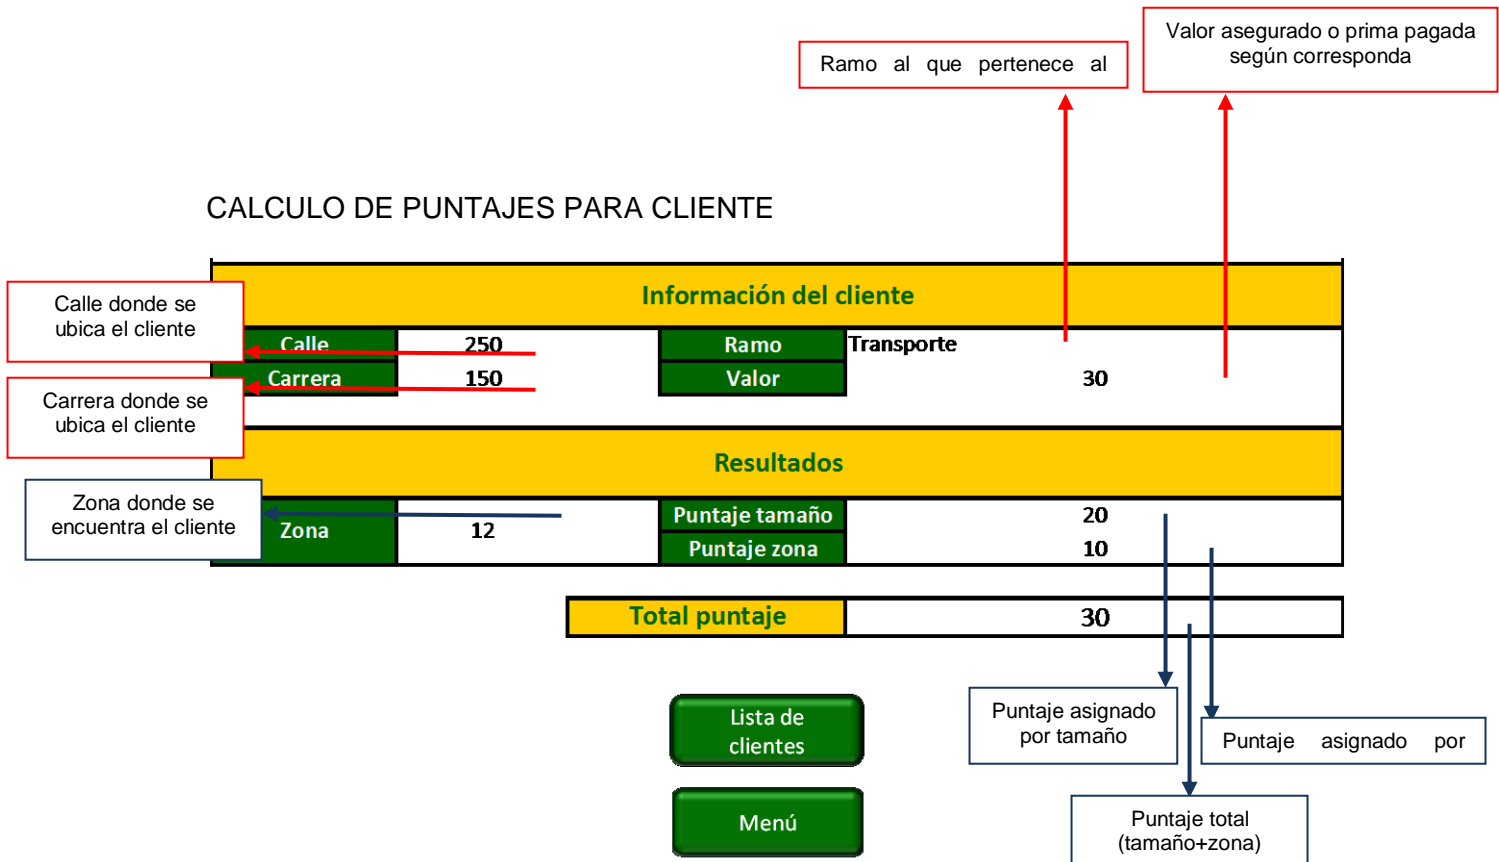 Valor asegurado o prima pagada
según corresponda
Ramo al que pertenece al
CALCULO DE PUNTAJES PARA CLIENTE
Información del cliente
Calle donde se
ubica el cliente
Calle 250 Ramo Transporte
Carrera 150 Valor 30
Carrera donde se
ubica el cliente
Resultados
Zona donde se
encuentra el cliente
Zona 12
Puntaje tamaño 20
Puntaje zona 10
Total puntaje 30
Lista de
clientes
Menú
Puntaje asignado
por tamaño
Puntaje asignado por
Puntaje total
(tamaño+zona)